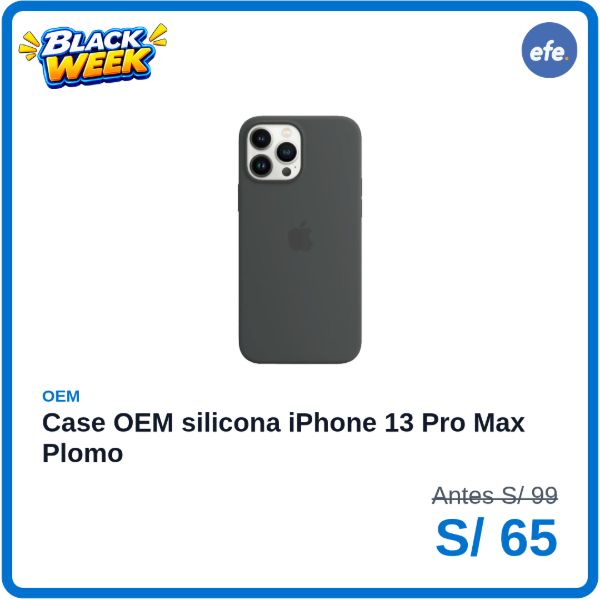 BLACK
WEEK
efe.
OEM
Case OEM silicona iPhone 13 Pro Max
Plomo
Antes S/ 99
S/ 65